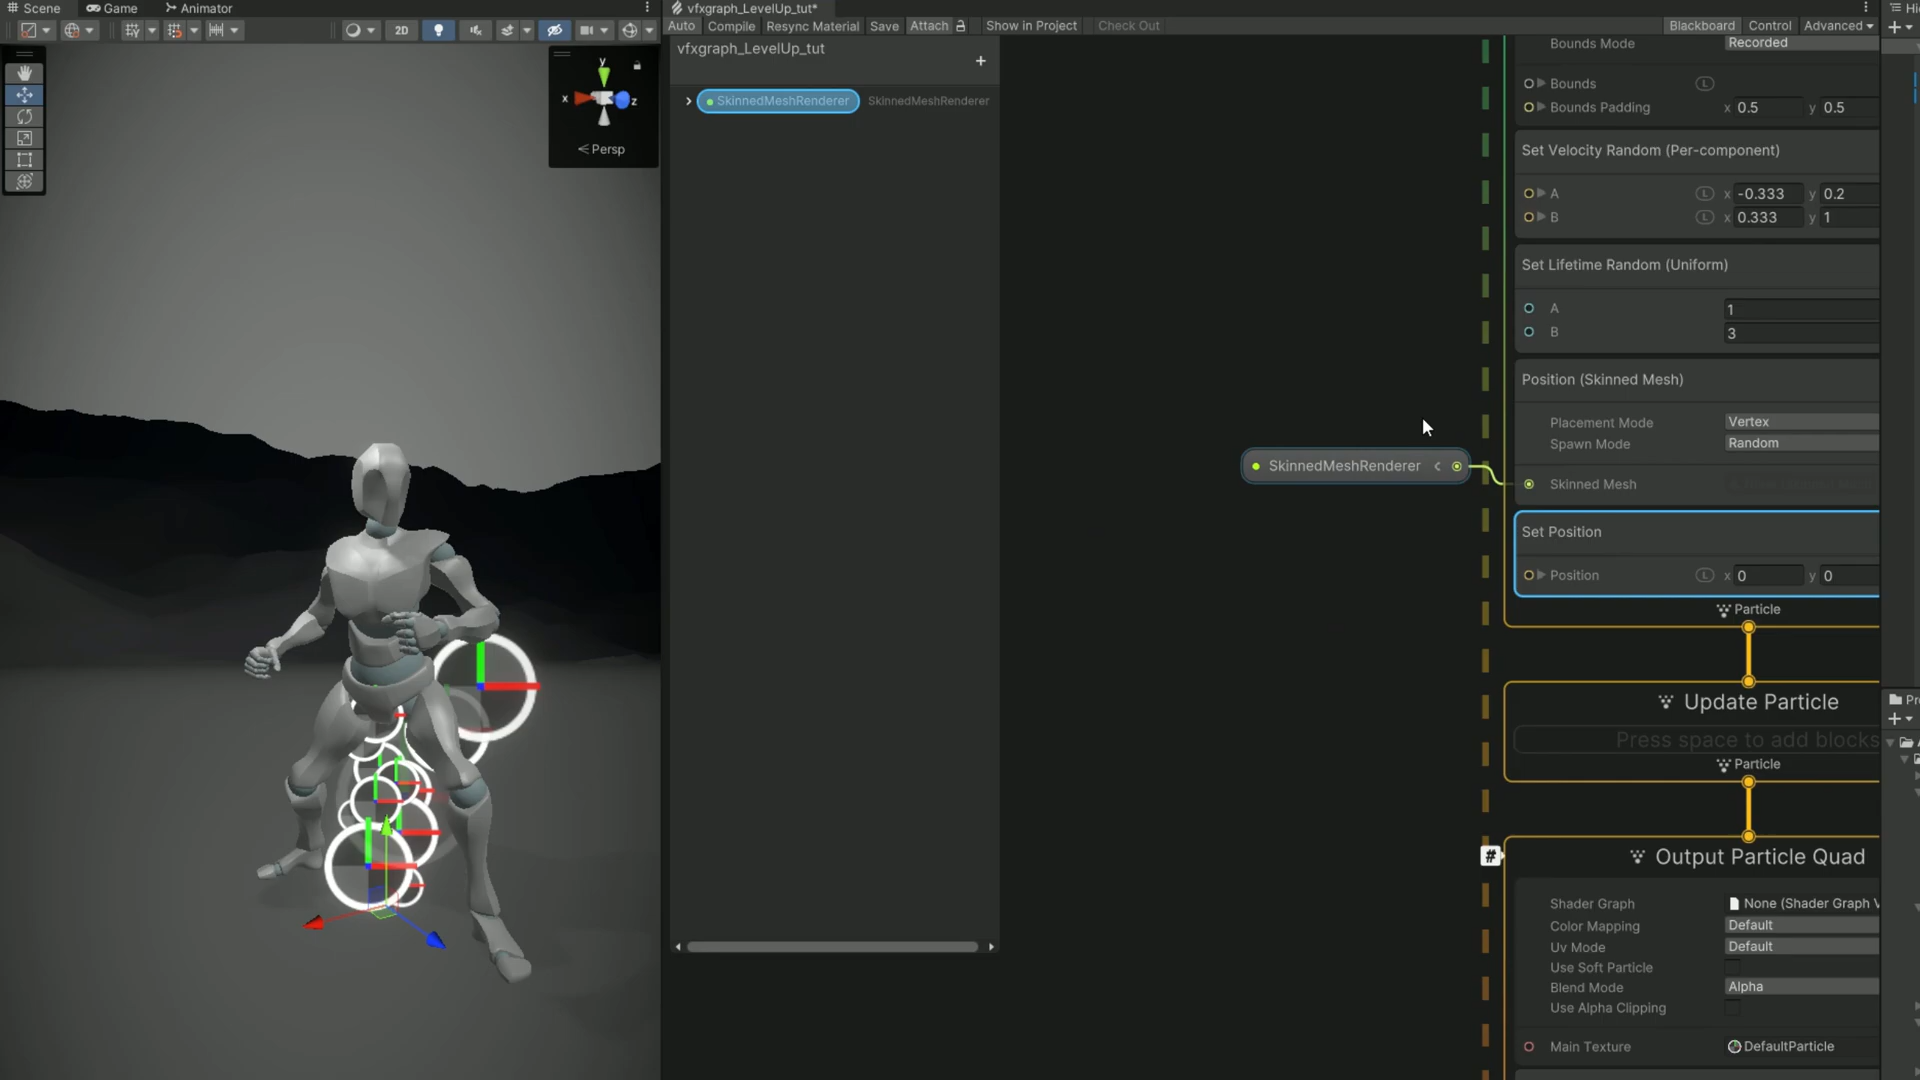 Scene
Game
Animator
2D
y
x
z
Persp
vfxgraph_LevelUp_tut*
Auto
Compile
Resync Material
Save
Attach
Show in Project
Check Out
Blackboard
Control
Advanced
vfxgraph_LevelUp_tut
+
SkinnedMeshRenderer SkinnedMeshRenderer
SkinnedMeshRenderer
Bounds Mode Recorded
Bounds L
Bounds Padding x 0.5 y 0.5
Set Velocity Random (Per-component)
A L x -0.333 y 0.2
B L x 0.333 y 1
Set Lifetime Random (Uniform)
A 1
B 3
Position (Skinned Mesh)
Placement Mode Vertex
Spawn Mode Random
Skinned Mesh
Set Position
Position L x 0 y 0
Particle
Update Particle
Press space to add blocks
Particle
#
Output Particle Quad
Shader Graph None (Shader Graph V
Color Mapping Default
Uv Mode Default
Use Soft Particle
Blend Mode Alpha
Use Alpha Clipping
Main Texture DefaultParticle